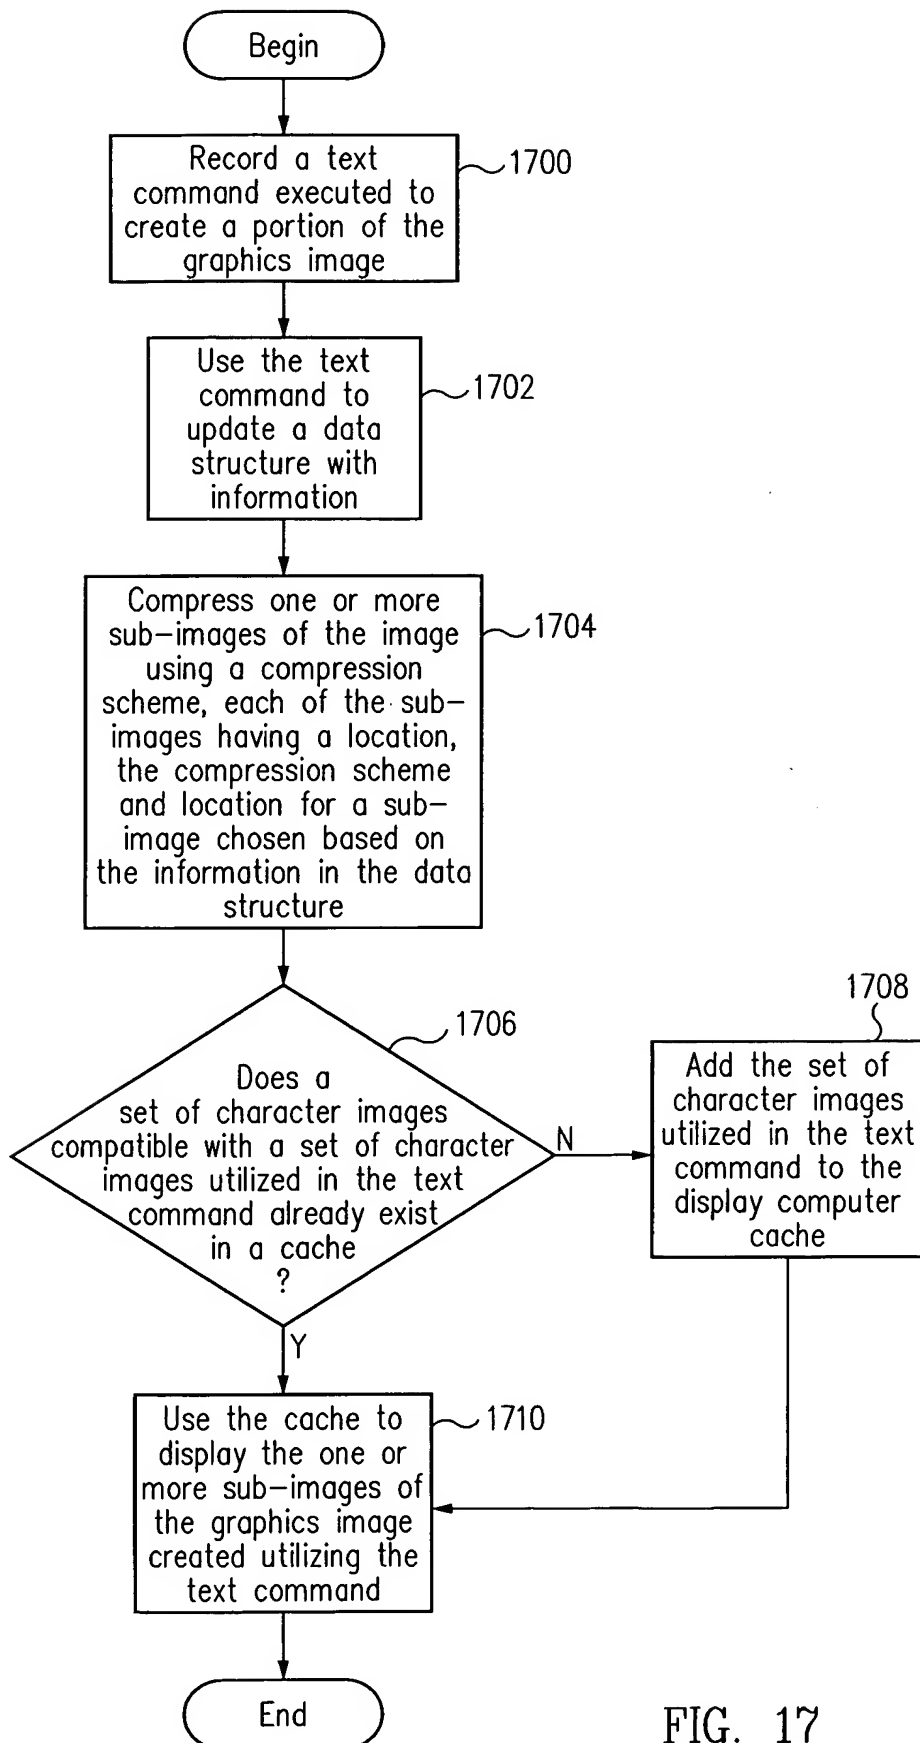 Begin
Record a text
command executed to
create a portion of the
graphics image
1700
Use the text
command to
update a data
structure with
information
1702
Compress one or more
sub-images of the image
using a compression
scheme, each of the sub-
images having a location,
the compression scheme
and location for a sub-
image chosen based on
the information in the data
structure
1704
Does a
set of character images
compatible with a set of character
images utilized in the text
command already exist
in a cache
?
1706
N
Y
1708
Add the set of
character images
utilized in the text
command to the
display computer
cache
Use the cache to
display the one or
more sub-images of
the graphics image
created utilizing the
text command
1710
End
FIG. 17